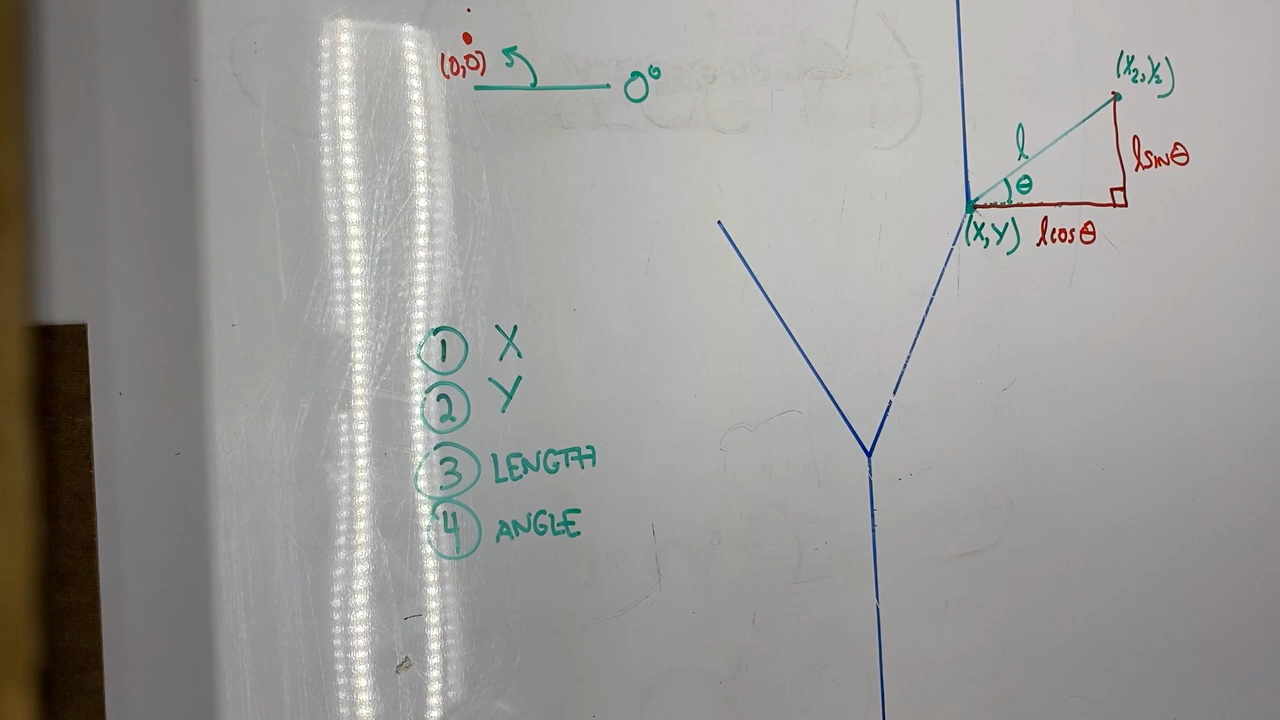 (0,0)
0°
(X₂,Y₂)
l
θ
lsinθ
(X,Y) lcosθ
1 X
2 Y
3 LENGTH
4 ANGLE